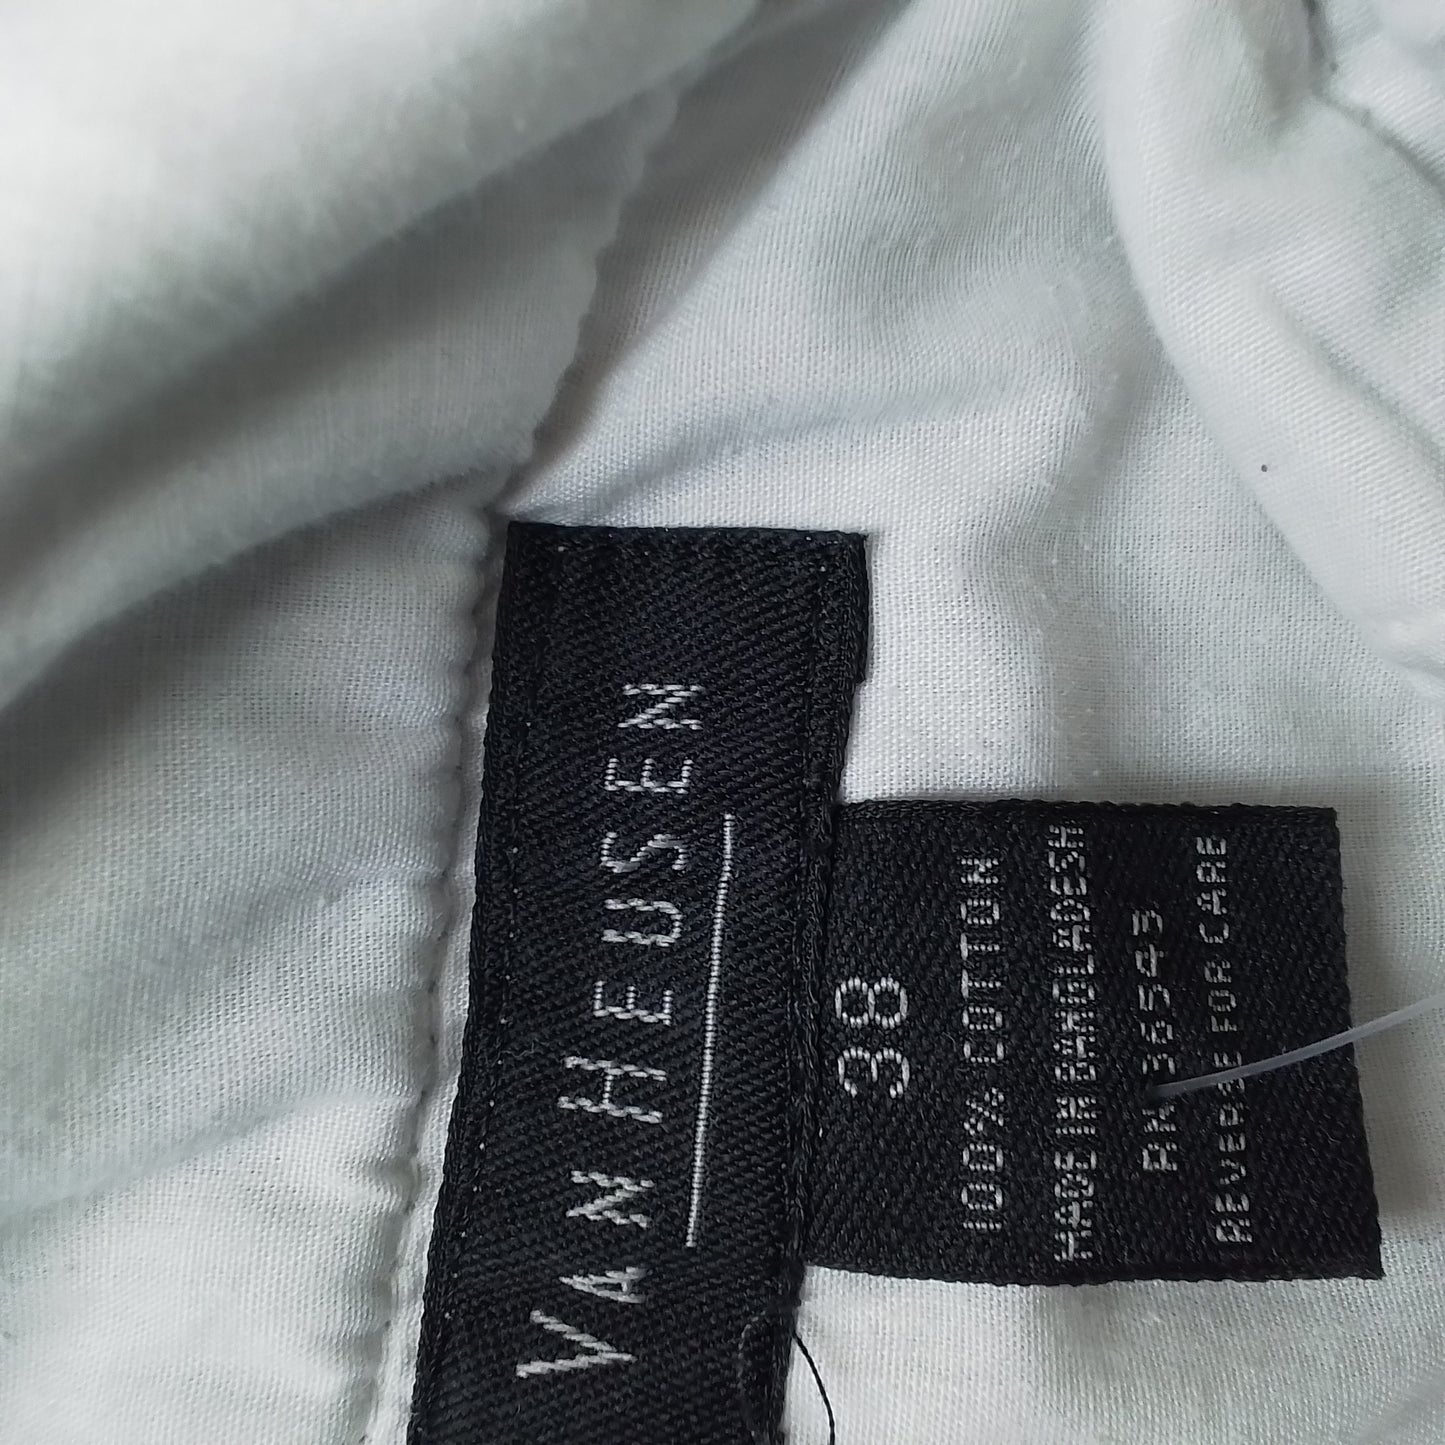 VAN HEUSEN
38
100% COTTON
MADE IN BANGLADESH
RN 36543
REVERSE FOR CARE